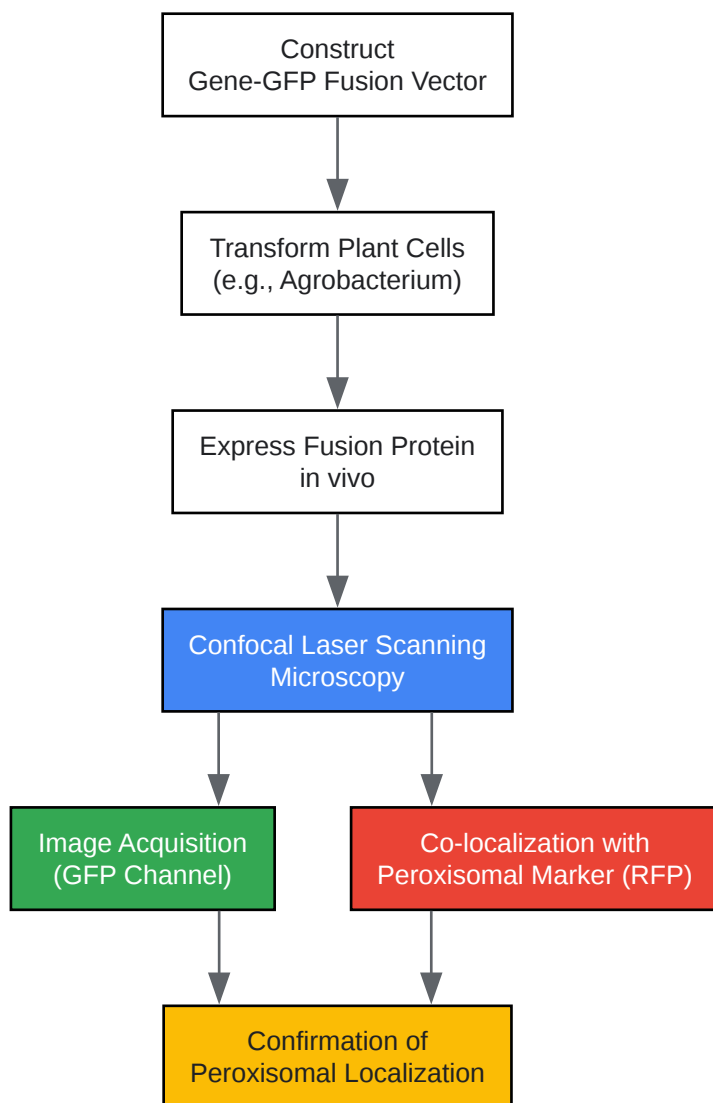 Construct
Gene-GFP Fusion Vector
Transform Plant Cells
(e.g., Agrobacterium)
Express Fusion Protein
in vivo
Confocal Laser Scanning
Microscopy
Image Acquisition
(GFP Channel)
Co-localization with
Peroxisomal Marker (RFP)
Confirmation of
Peroxisomal Localization